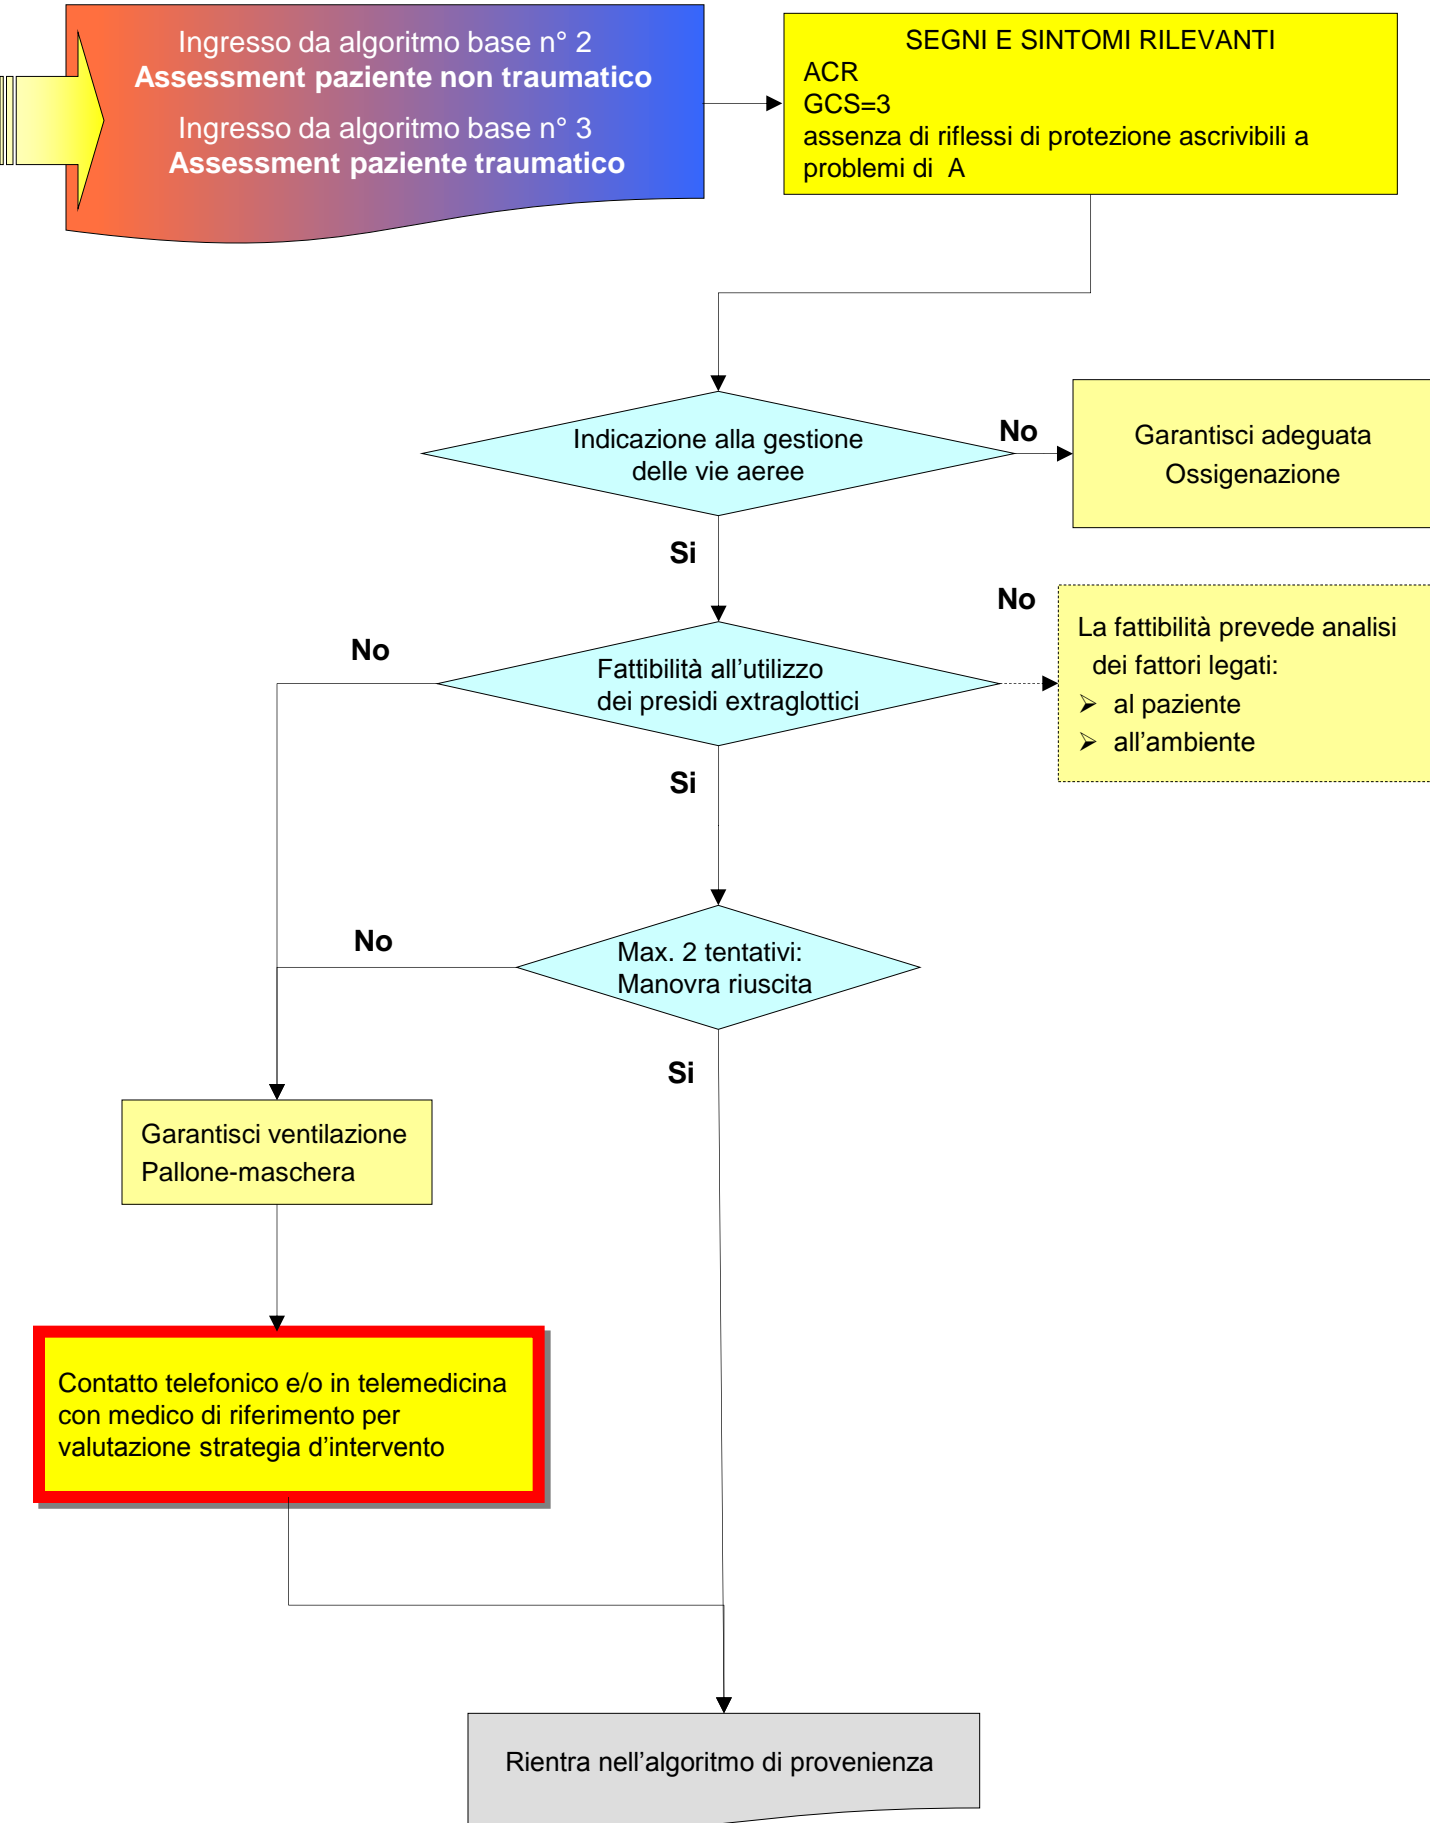 Ingresso da algoritmo base n° 2
Assessment paziente non traumatico
Ingresso da algoritmo base n° 3
Assessment paziente traumatico
SEGNI E SINTOMI RILEVANTI
ACR
GCS=3
assenza di riflessi di protezione ascrivibili a
problemi di A
Indicazione alla gestione
delle vie aeree
No
Garantisci adeguata
Ossigenazione
Si
No
Fattibilità all’utilizzo
dei presidi extraglottici
No
La fattibilità prevede analisi
dei fattori legati:
➢ al paziente
➢ all’ambiente
Si
No
Max. 2 tentativi:
Manovra riuscita
Si
Garantisci ventilazione
Pallone-maschera
Contatto telefonico e/o in telemedicina
con medico di riferimento per
valutazione strategia d’intervento
Rientra nell’algoritmo di provenienza